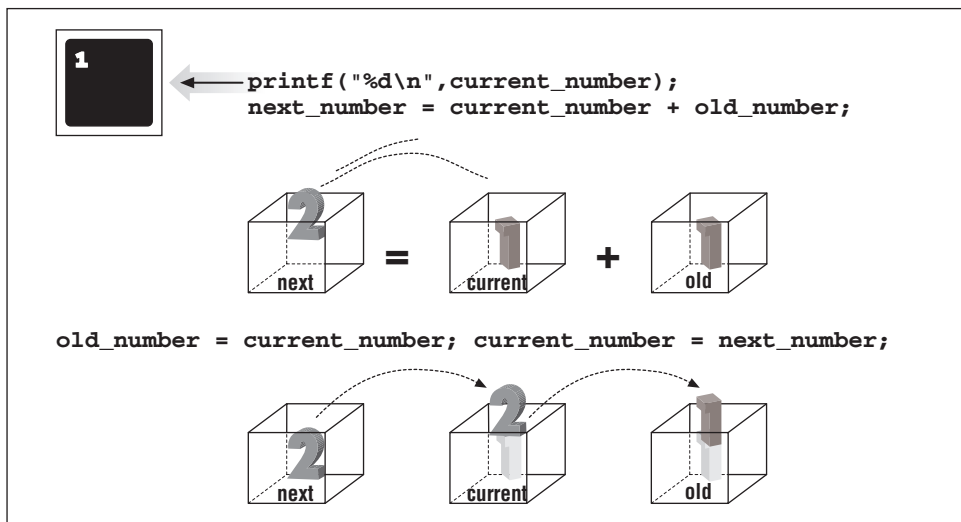 1
printf("%d\n",current_number);
next_number = current_number + old_number;
2 = 1 + 1
next current old
old_number = current_number; current_number = next_number;
2 2 1
1 1
next current old